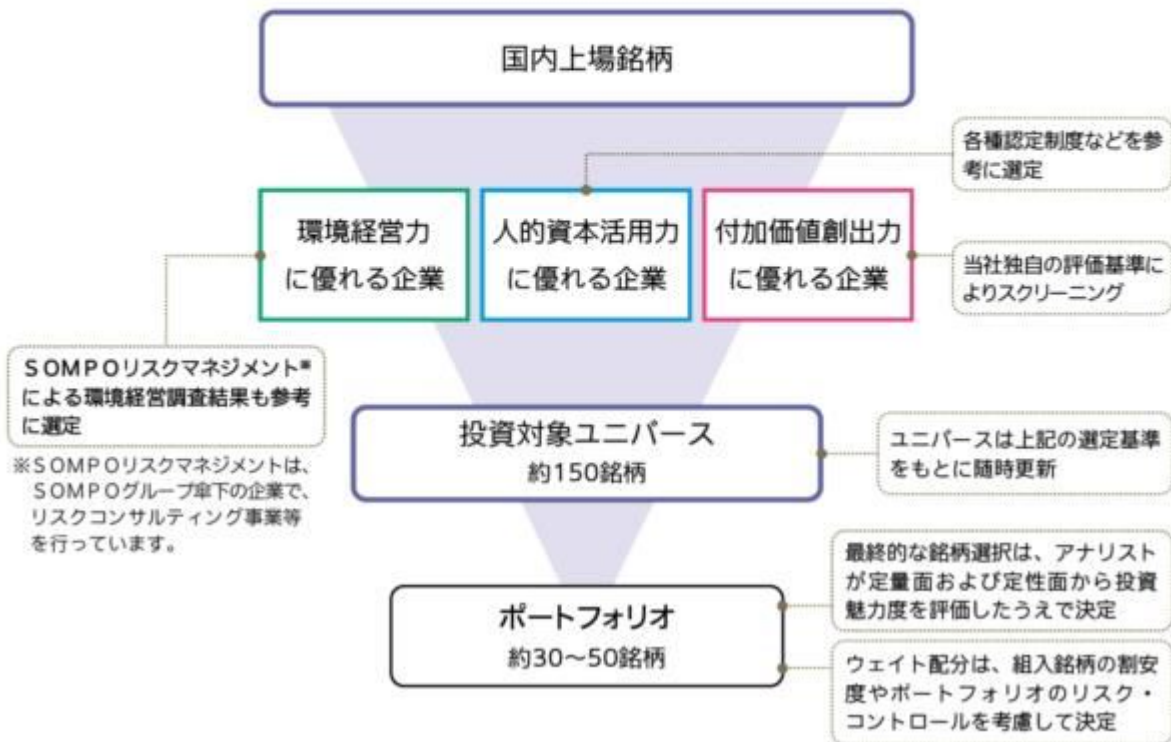 国内上場銘柄
各種認定制度などを参
考に選定
環境経営力
に優れる企業
人的資本活用力
に優れる企業
付加価値創出力
に優れる企業
当社独自の評価基準に
よりスクリーニング
SOMPOリスクマネジメント※
による環境経営調査結果も参考
に選定
※SOMPOリスクマネジメントは、
SOMPOグループ傘下の企業で、
リスクコンサルティング事業等
を行っています。
投資対象ユニバース
約150銘柄
ユニバースは上記の選定基準
をもとに随時更新
ポートフォリオ
約30～50銘柄
最終的な銘柄選択は、アナリスト
が定量面および定性面から投資
魅力度を評価したうえで決定
ウェイト配分は、組入銘柄の割安
度やポートフォリオのリスク・
コントロールを考慮して決定